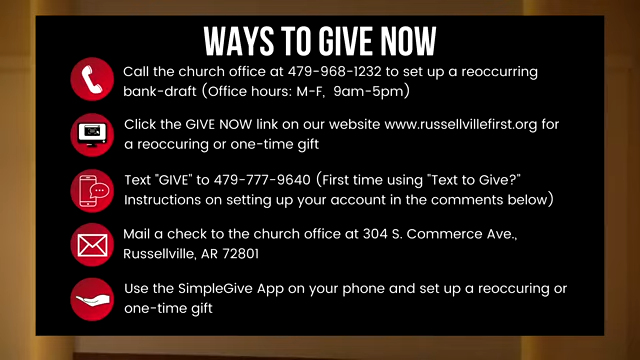 WAYS TO GIVE NOW
Call the church office at 479-968-1232 to set up a reoccurring
bank-draft (Office hours: M-F, 9am-5pm)
Click the GIVE NOW link on our website www.russellvillefirst.org for
a reoccurring or one-time gift
Text "GIVE" to 479-777-9640 (First time using "Text to Give?"
Instructions on setting up your account in the comments below)
Mail a check to the church office at 304 S. Commerce Ave.,
Russellville, AR 72801
Use the SimpleGive App on your phone and set up a reoccuring or
one-time gift